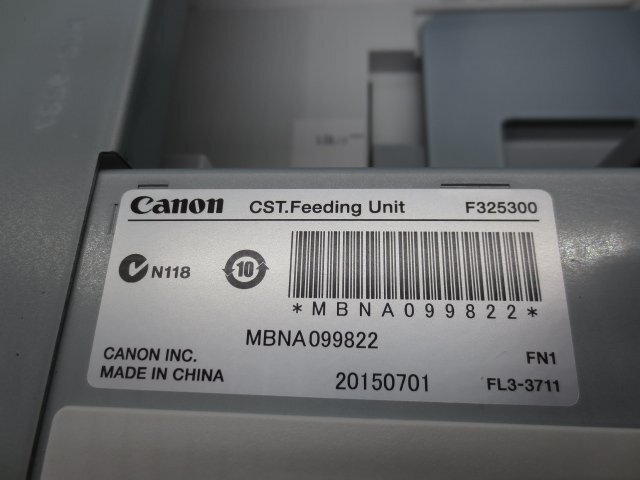 Canon CST.Feeding Unit F325300
N118 10
*MBNA099822*
MBNA099822
CANON INC. FN1
MADE IN CHINA 20150701 FL3-3711